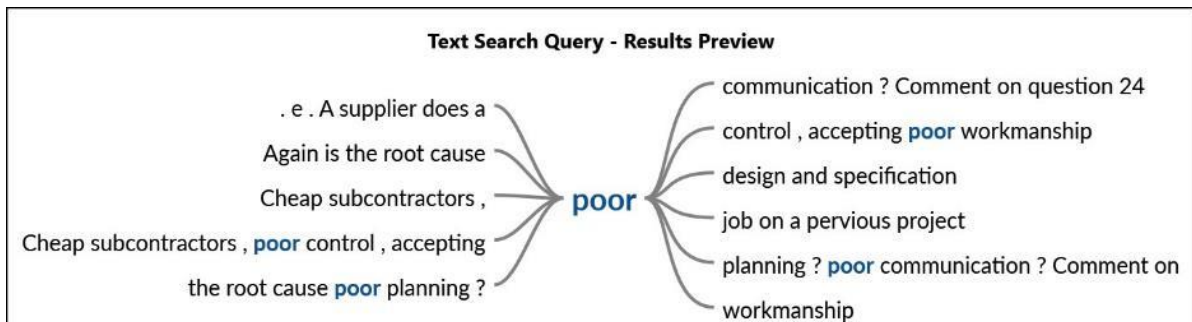 Text Search Query - Results Preview
. e . A supplier does a
Again is the root cause
Cheap subcontractors ,
Cheap subcontractors , poor control , accepting
the root cause poor planning ?
poor
communication ? Comment on question 24
control , accepting poor workmanship
design and specification
job on a pervious project
planning ? poor communication ? Comment on
workmanship